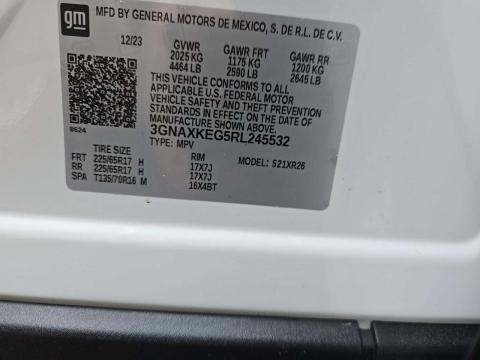 gm
MFD BY GENERAL MOTORS DE MEXICO, S. DE R.L. DE C.V.
12/23 GVWR GAWR FRT GAWR RR
2025 KG 1175 KG 1200 KG
4464 LB 2590 LB 2645 LB
THIS VEHICLE CONFORMS TO ALL
APPLICABLE U.S. FEDERAL MOTOR
VEHICLE SAFETY AND THEFT PREVENTION
STANDARDS IN EFFECT ON THE DATE OF
MANUFACTURE SHOWN ABOVE.
8624 3GNAXKEG5RL245532
TYPE: MPV
TIRE SIZE RIM MODEL: 521XR26
FRT 225/65R17 H 17X7J
RR 225/65R17 H 17X7J
SPA T135/70R16 M 16X4BT